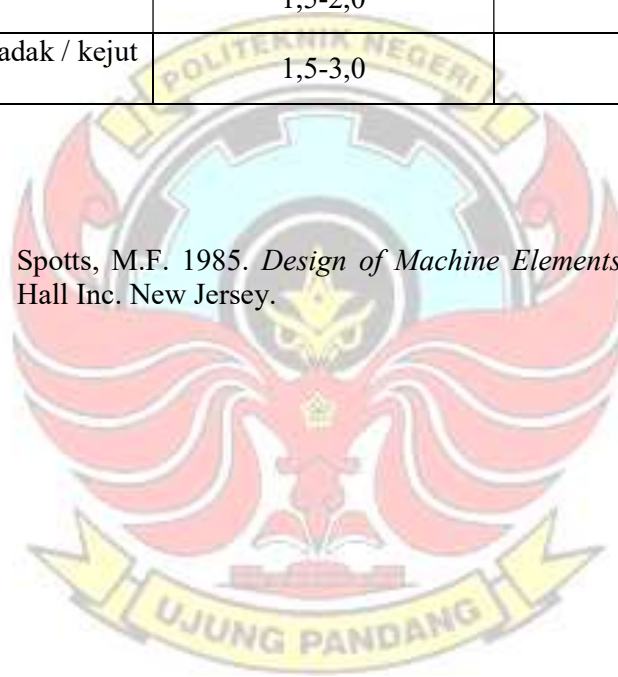 1,5-2,0
adak / kejut
1,5-3,0
POLITEKNIK NEGERI
Spotts, M.F. 1985. Design of Machine Elements
Hall Inc. New Jersey.
UJUNG PANDANG